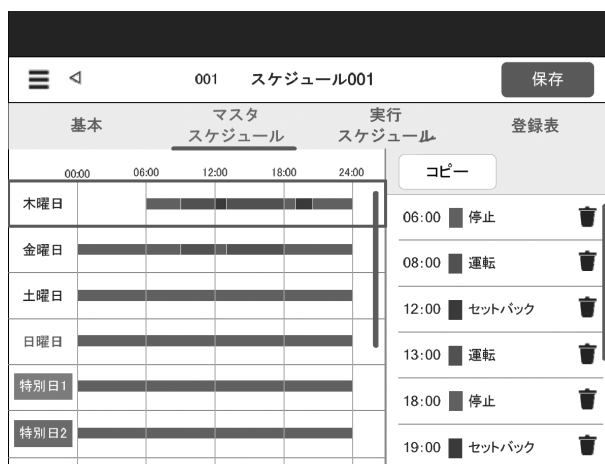 001 スケジュール001
保存
基本
マスタ
スケジュール
実行
スケジュール
登録表
00:00 06:00 12:00 18:00 24:00
コピー
木曜日
金曜日
土曜日
日曜日
特別日1
特別日2
06:00 停止
08:00 運転
12:00 セットバック
13:00 運転
18:00 停止
19:00 セットバック